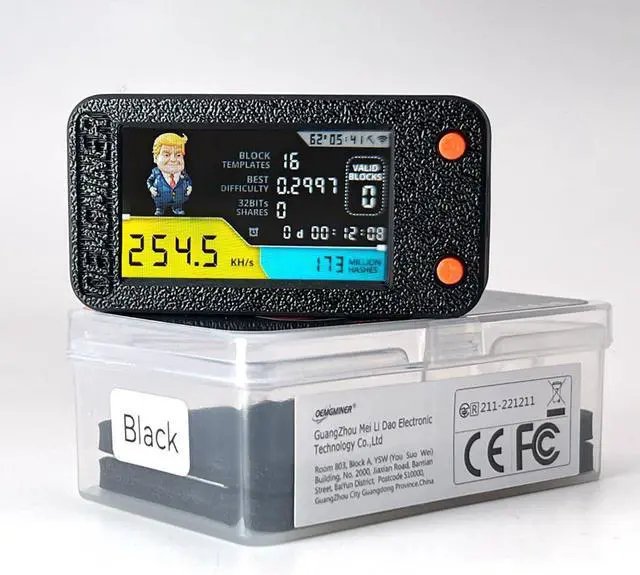 OEMGMINER
62°05:41
BLOCK TEMPLATES 16
BEST DIFFICULTY 0.2997
32BITs SHARES 0
VALID BLOCKS
0
0 d 00:12:08
254.5 KH/s
173 MILLION HASHES
Black
OEMGMINER®
GuangZhou Mei Li Dao Electronic
Technology Co.,Ltd
Room 803, Block A, YSW (You Suo Wei)
Building, No. 2000, Jiaxian Road, Bantian
Street, BaiYun District, Postcode 510000,
GuangZhou City Guangdong Province.China
R 211-221211
CE FC